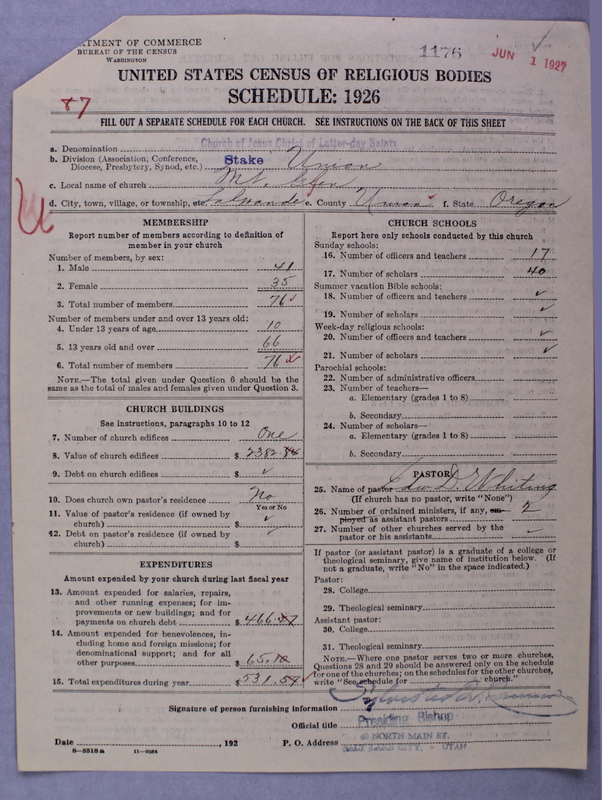 RTMENT OF COMMERCE
BUREAU OF THE CENSUS
WASHINGTON
1176
JUN 1 1927
UNITED STATES CENSUS OF RELIGIOUS BODIES
SCHEDULE: 1926
87
FILL OUT A SEPARATE SCHEDULE FOR EACH CHURCH. SEE INSTRUCTIONS ON THE BACK OF THIS SHEET
a. Denomination Church of Jesus Christ of Latter-day Saints
b. Division (Association, Conference, Diocese, Presbytery, Synod, etc.) Stake Union
c. Local name of church Mt. Glen
d. City, town, village, or township, e. County Union f. State Oregon
MEMBERSHIP
Report number of members according to definition of member in your church
Number of members, by sex:
1. Male 41
2. Female 35
3. Total number of members 76
Number of members under and over 13 years old:
4. Under 13 years of age 10
5. 13 years old and over 66
6. Total number of members 76
NOTE.—The total given under Question 6 should be the same as the total of males and females given under Question 3.
CHURCH BUILDINGS
See instructions, paragraphs 10 to 12
7. Number of church edifices One
8. Value of church edifices $ 2382.84
9. Debt on church edifices $ ✓
10. Does church own pastor's residence No
Yes or No
11. Value of pastor's residence (if owned by church) $ ✓
12. Debt on pastor's residence (if owned by church) $
EXPENDITURES
Amount expended by your church during last fiscal year
13. Amount expended for salaries, repairs, and other running expenses; for improvements or new buildings; and for payments on church debt $ 466.47
14. Amount expended for benevolences, including home and foreign missions; for denominational support; and for all other purposes $ 65.12
15. Total expenditures during year $ 531.59
CHURCH SCHOOLS
Report here only schools conducted by this church
Sunday schools:
16. Number of officers and teachers 17
17. Number of scholars 40
Summer vacation Bible schools:
18. Number of officers and teachers ✓
19. Number of scholars ✓
Week-day religious schools:
20. Number of officers and teachers ✓
21. Number of scholars ✓
Parochial schools:
22. Number of administrative officers
23. Number of teachers—
a. Elementary (grades 1 to 8)
b. Secondary
24. Number of scholars—
a. Elementary (grades 1 to 8)
b. Secondary
PASTOR
25. Name of pastor D. Whiting
(If church has no pastor, write "None")
26. Number of ordained ministers, if any, employed as assistant pastors 2
27. Number of other churches served by the pastor or his assistants
If pastor (or assistant pastor) is a graduate of a college or theological seminary, give name of institution below. (If not a graduate, write "No" in the space indicated.)
Pastor:
28. College
29. Theological seminary
Assistant pastor:
30. College
31. Theological seminary
NOTE.—Where one pastor serves two or more churches, Questions 28 and 29 should be answered only on the schedule for one of the churches; on the schedules for the other churches, write "See schedule for church."
Signature of person furnishing information Sylvester Q. Cannon
Official title Presiding Bishop
Date , 192 P. O. Address 40 NORTH MAIN ST.
SALT LAKE CITY, - UTAH
8—5518a 11—9064